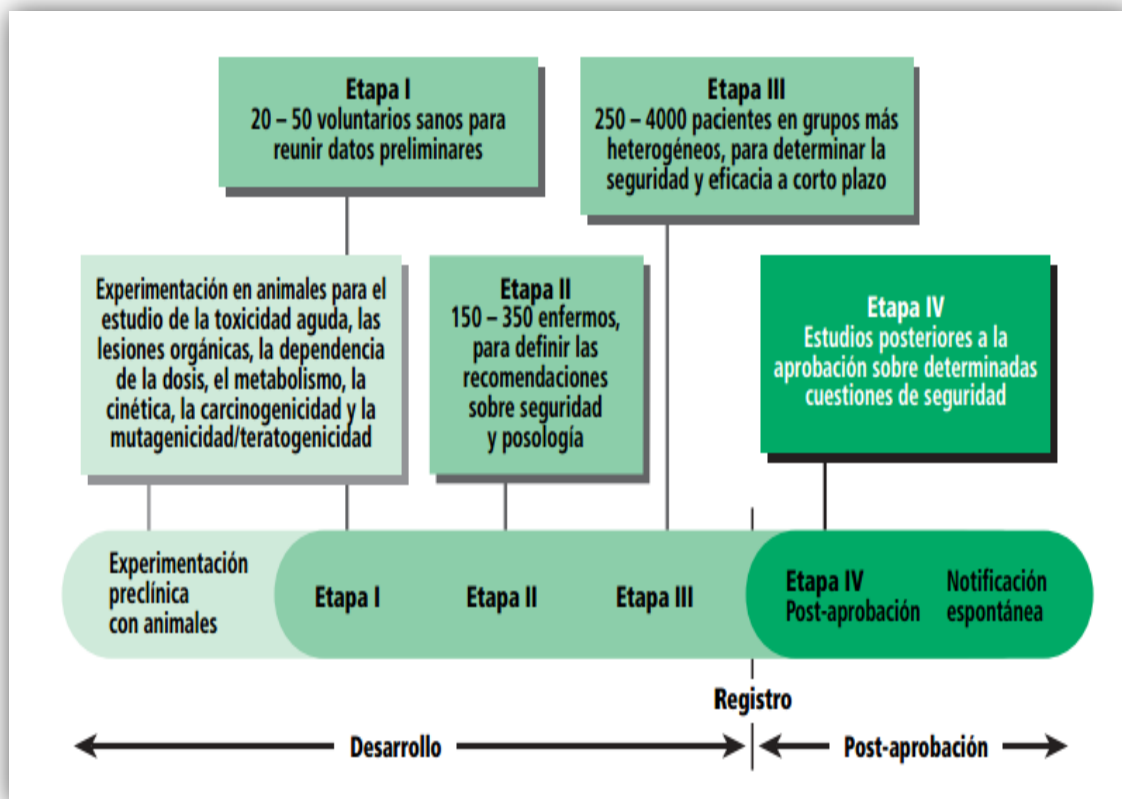 Etapa I
20 – 50 voluntarios sanos para
reunir datos preliminares
Etapa III
250 – 4000 pacientes en grupos más
heterogéneos, para determinar la
seguridad y eficacia a corto plazo
Experimentación en animales para el
estudio de la toxicidad aguda, las
lesiones orgánicas, la dependencia
de la dosis, el metabolismo, la
cinética, la carcinogenicidad y la
mutagenicidad/teratogenicidad
Etapa II
150 – 350 enfermos,
para definir las
recomendaciones
sobre seguridad
y posología
Etapa IV
Estudios posteriores a la
aprobación sobre determinadas
cuestiones de seguridad
Experimentación
preclínica
con animales
Etapa I
Etapa II
Etapa III
Etapa IV
Post-aprobación
Notificación
espontánea
Registro
Desarrollo
Post-aprobación